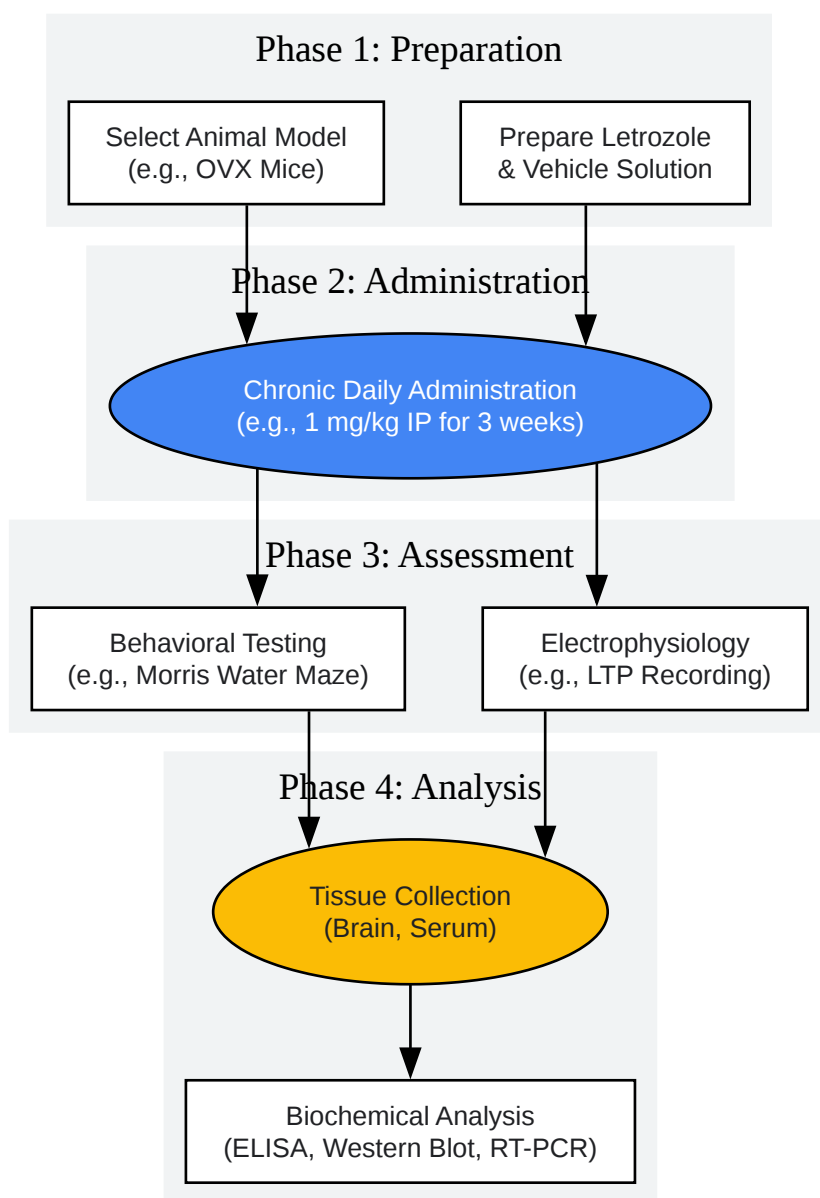 Phase 1: Preparation
Select Animal Model
(e.g., OVX Mice)
Prepare Letrozole
& Vehicle Solution
Phase 2: Administration
Chronic Daily Administration
(e.g., 1 mg/kg IP for 3 weeks)
Phase 3: Assessment
Behavioral Testing
(e.g., Morris Water Maze)
Electrophysiology
(e.g., LTP Recording)
Phase 4: Analysis
Tissue Collection
(Brain, Serum)
Biochemical Analysis
(ELISA, Western Blot, RT-PCR)